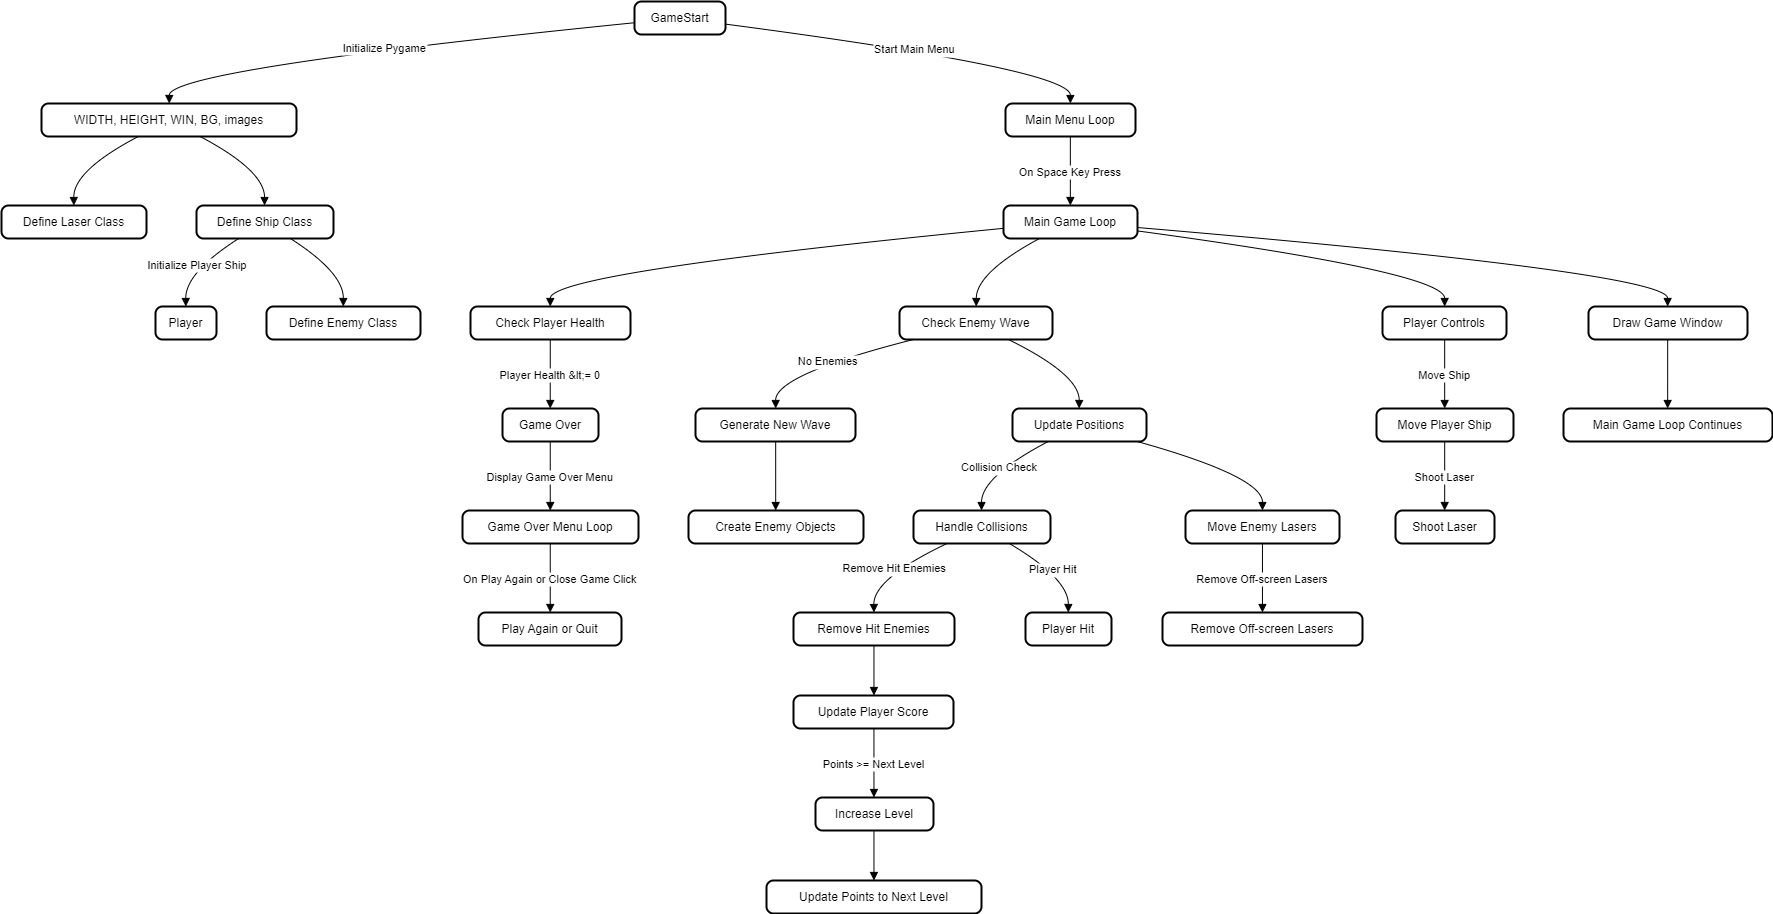 GameStart
Initialize Pygame
Start Main Menu
WIDTH, HEIGHT, WIN, BG, images
Main Menu Loop
On Space Key Press
Define Laser Class
Define Ship Class
Main Game Loop
Initialize Player Ship
Player
Define Enemy Class
Check Player Health
Check Enemy Wave
Player Controls
Draw Game Window
No Enemies
Player Health &lt;= 0
Move Ship
Game Over
Generate New Wave
Update Positions
Move Player Ship
Main Game Loop Continues
Collision Check
Display Game Over Menu
Shoot Laser
Game Over Menu Loop
Create Enemy Objects
Handle Collisions
Move Enemy Lasers
Shoot Laser
Remove Hit Enemies
Player Hit
On Play Again or Close Game Click
Remove Off-screen Lasers
Play Again or Quit
Remove Hit Enemies
Player Hit
Remove Off-screen Lasers
Update Player Score
Points >= Next Level
Increase Level
Update Points to Next Level